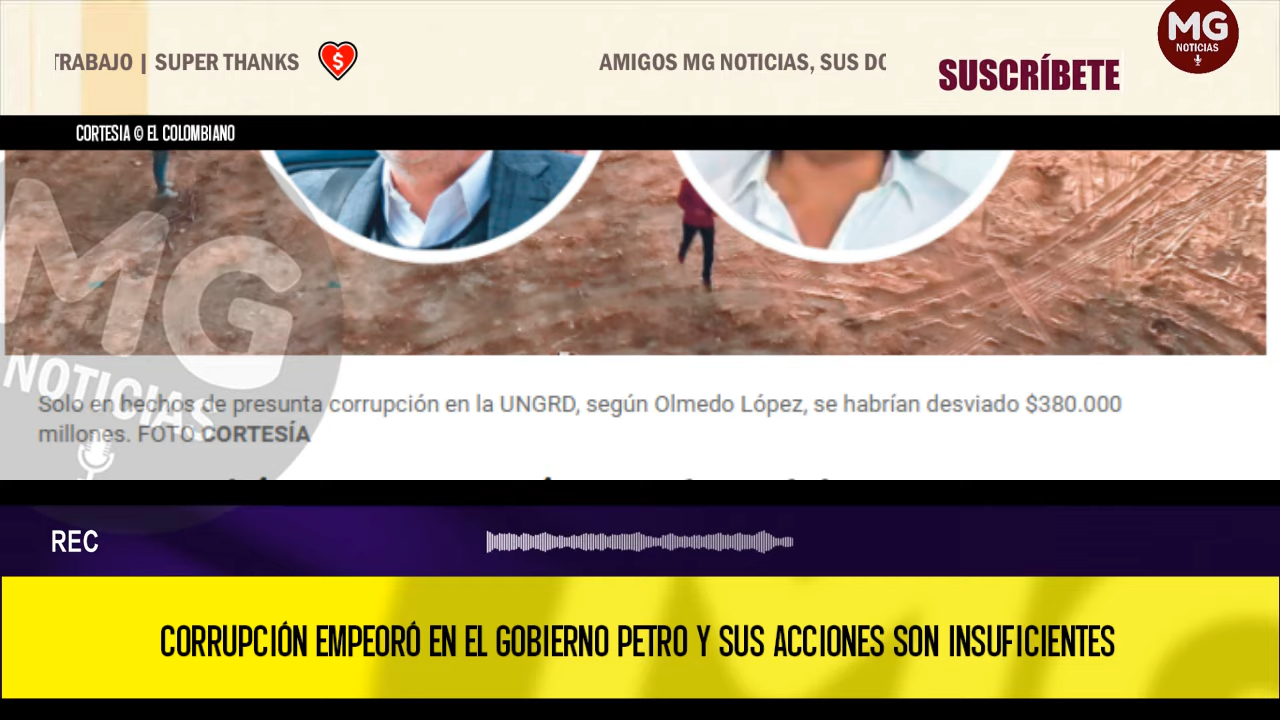 TRABAJO | SUPER THANKS
AMIGOS MG NOTICIAS, SUS DO
SUSCRÍBETE
MG
NOTICIAS
CORTESIA © EL COLOMBIANO
MG
NOTICIAS
Solo en hechos de presunta corrupción en la UNGRD, según Olmedo López, se habrían desviado $380.000
millones. FOTO CORTESÍA
REC
CORRUPCIÓN EMPEORÓ EN EL GOBIERNO PETRO Y SUS ACCIONES SON INSUFICIENTES